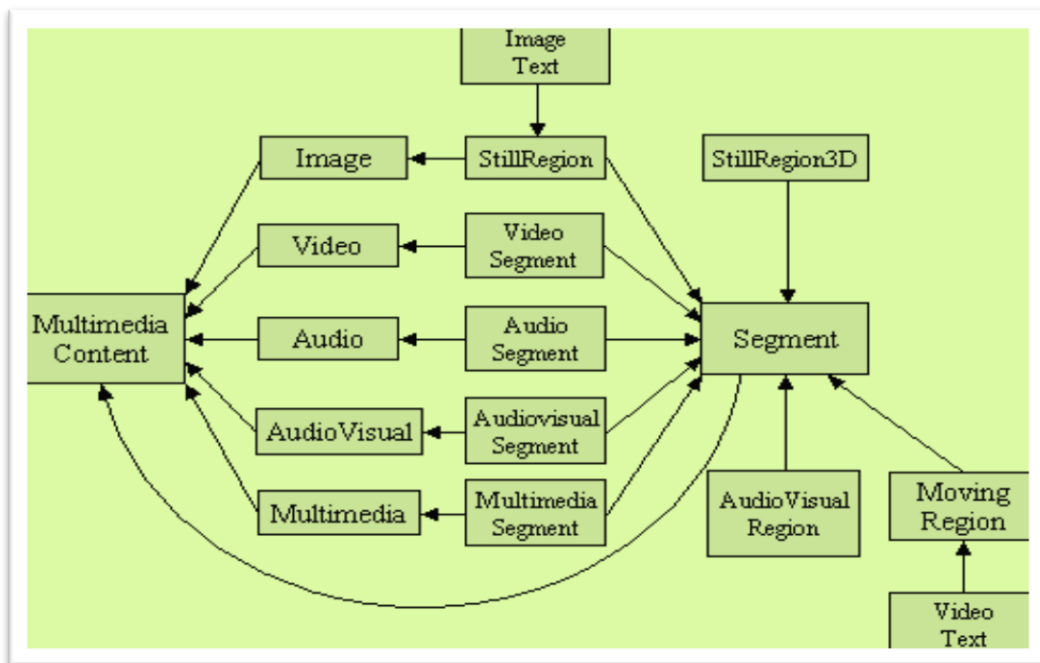 Image
Text
Image
StillRegion
StillRegion3D
Video
Video
Segment
Multimedia
Content
Audio
Audio
Segment
Segment
AudioVisual
Audiovisual
Segment
Multimedia
Multimedia
Segment
AudioVisual
Region
Moving
Region
Video
Text